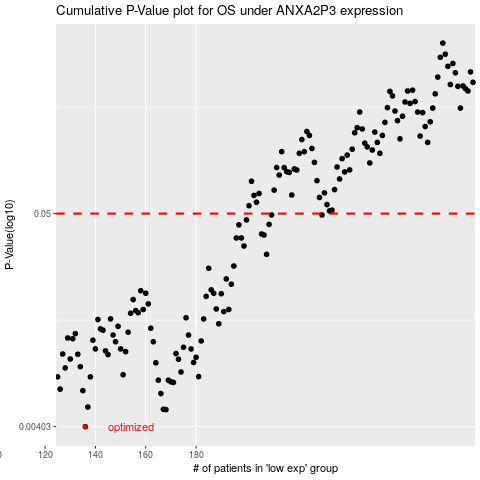 Cumulative P-Value plot for OS under ANXA2P3 expression
P-Value(log10)
0.05
0.00403
optimized
0
120
140
160
180
# of patients in 'low exp' group